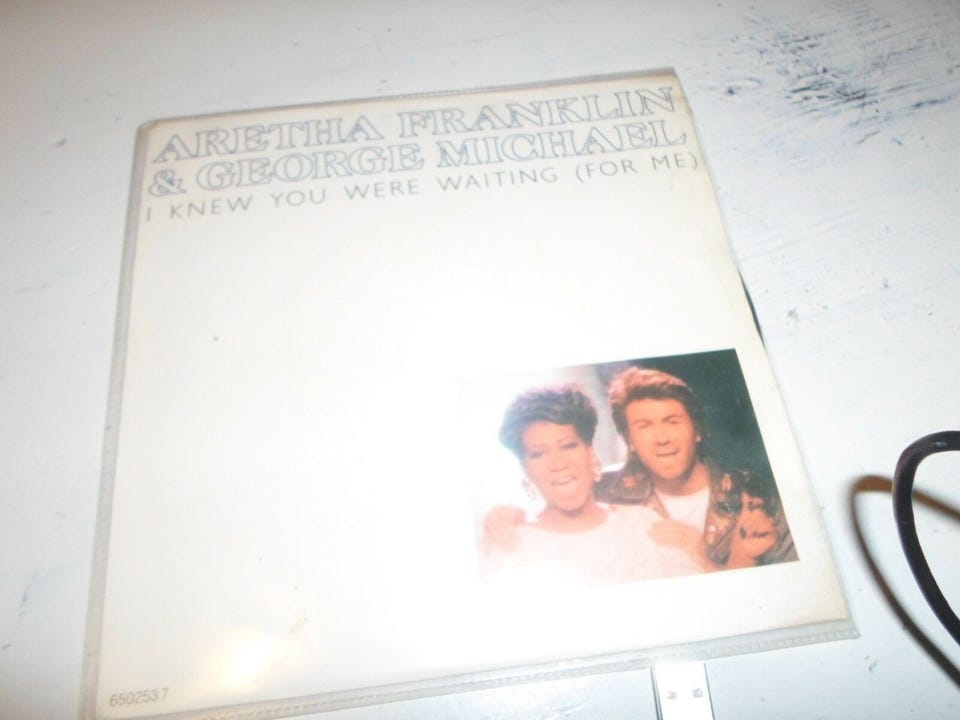 ARETHA FRANKLIN
& GEORGE MICHAEL
I KNEW YOU WERE WAITING (FOR ME)
650253 7